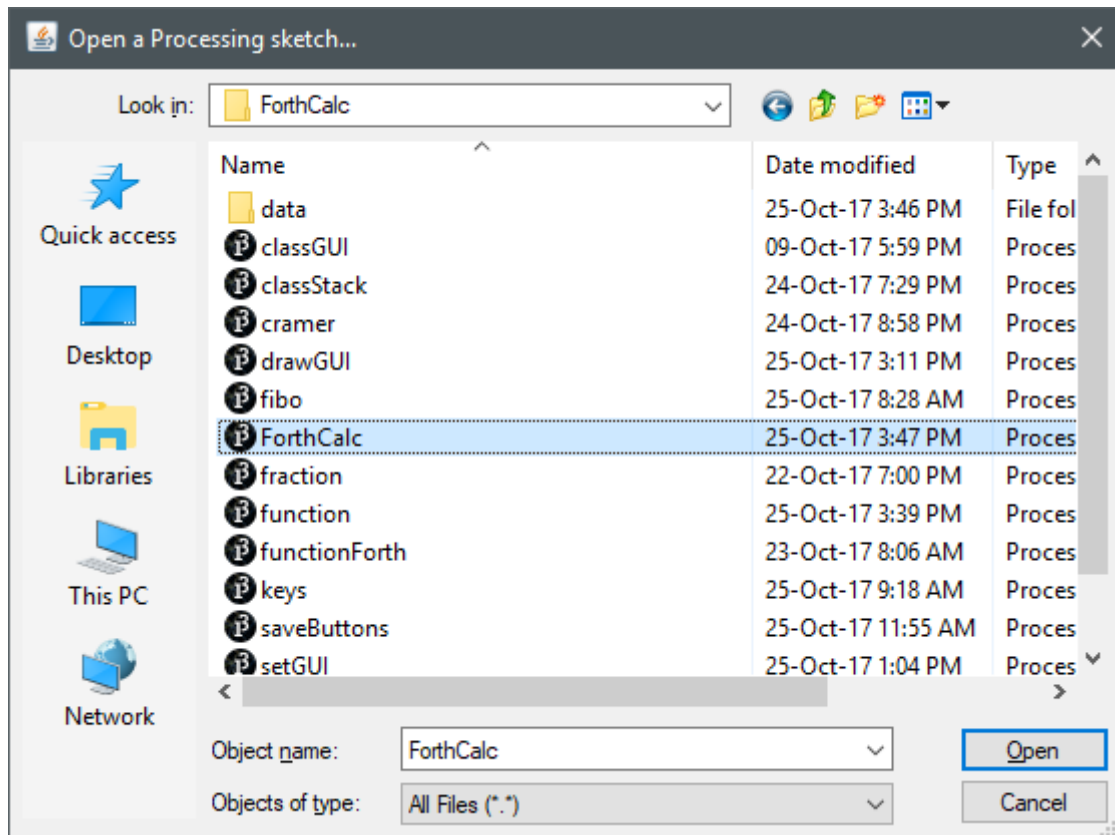 Open a Processing sketch...
Look in: ForthCalc
Name Date modified Type
data 25-Oct-17 3:46 PM File fol
classGUI 09-Oct-17 5:59 PM Proces
classStack 24-Oct-17 7:29 PM Proces
cramer 24-Oct-17 8:58 PM Proces
drawGUI 25-Oct-17 3:11 PM Proces
fibo 25-Oct-17 8:28 AM Proces
ForthCalc 25-Oct-17 3:47 PM Proces
fraction 22-Oct-17 7:00 PM Proces
function 25-Oct-17 3:39 PM Proces
functionForth 23-Oct-17 8:06 AM Proces
keys 25-Oct-17 9:18 AM Proces
saveButtons 25-Oct-17 11:55 AM Proces
setGUI 25-Oct-17 1:04 PM Proces
Quick access
Desktop
Libraries
This PC
Network
Object name: ForthCalc Open
Objects of type: All Files (*.*) Cancel